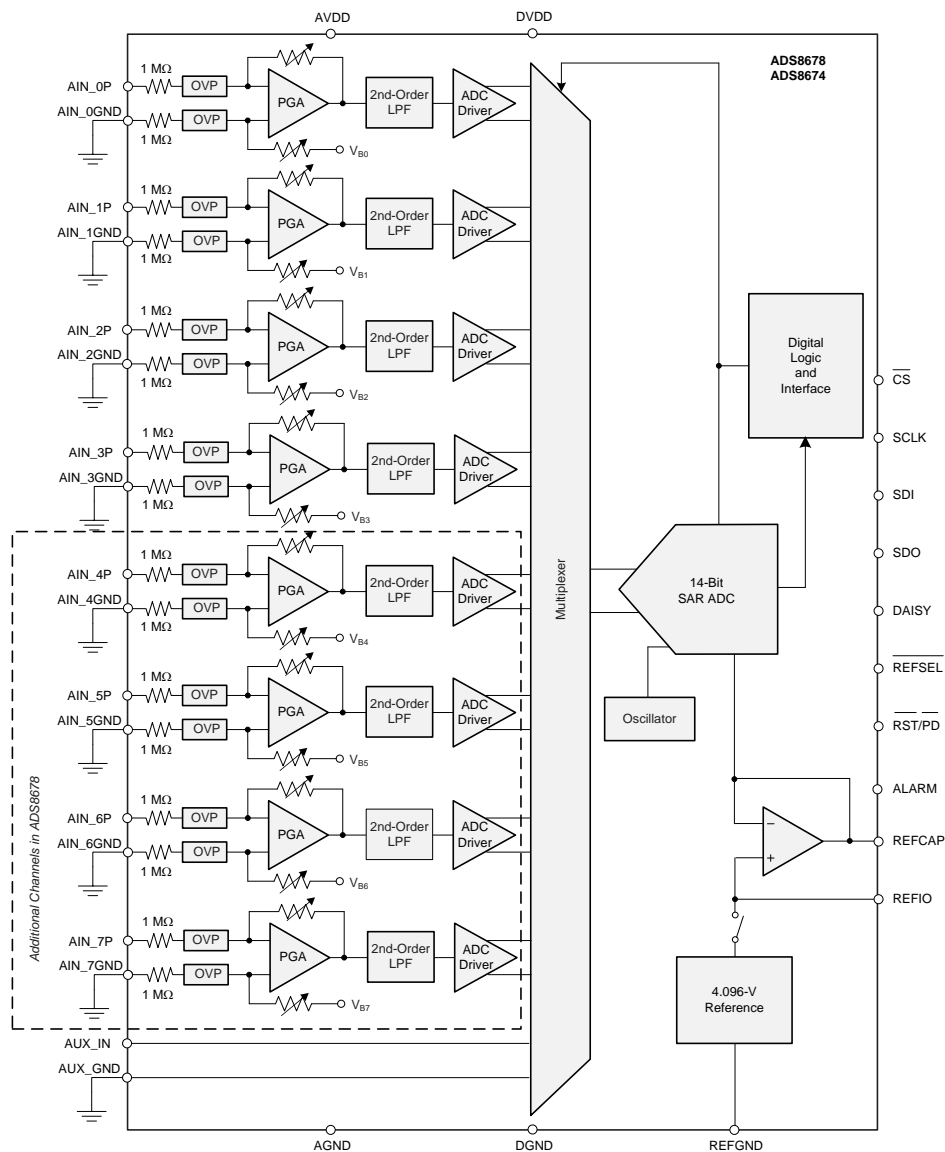 AVDD
DVDD
ADS8678
ADS8674
1 MΩ
AIN_0P
OVP
PGA
2nd-Order
LPF
ADC
Driver
AIN_0GND
OVP
1 MΩ
VB0
1 MΩ
AIN_1P
OVP
PGA
2nd-Order
LPF
ADC
Driver
AIN_1GND
OVP
1 MΩ
VB1
1 MΩ
AIN_2P
OVP
PGA
2nd-Order
LPF
ADC
Driver
AIN_2GND
OVP
1 MΩ
VB2
1 MΩ
AIN_3P
OVP
PGA
2nd-Order
LPF
ADC
Driver
AIN_3GND
OVP
1 MΩ
VB3
Additional Channels in ADS8678
1 MΩ
AIN_4P
OVP
PGA
2nd-Order
LPF
ADC
Driver
AIN_4GND
OVP
1 MΩ
VB4
1 MΩ
AIN_5P
OVP
PGA
2nd-Order
LPF
ADC
Driver
AIN_5GND
OVP
1 MΩ
VB5
1 MΩ
AIN_6P
OVP
PGA
2nd-Order
LPF
ADC
Driver
AIN_6GND
OVP
1 MΩ
VB6
1 MΩ
AIN_7P
OVP
PGA
2nd-Order
LPF
ADC
Driver
AIN_7GND
OVP
1 MΩ
VB7
AUX_IN
AUX_GND
Multiplexer
Digital
Logic
and
Interface
14-Bit
SAR ADC
Oscillator
−
+
4.096-V
Reference
CS
SCLK
SDI
SDO
DAISY
REFSEL
RST/PD
ALARM
REFCAP
REFIO
AGND
DGND
REFGND